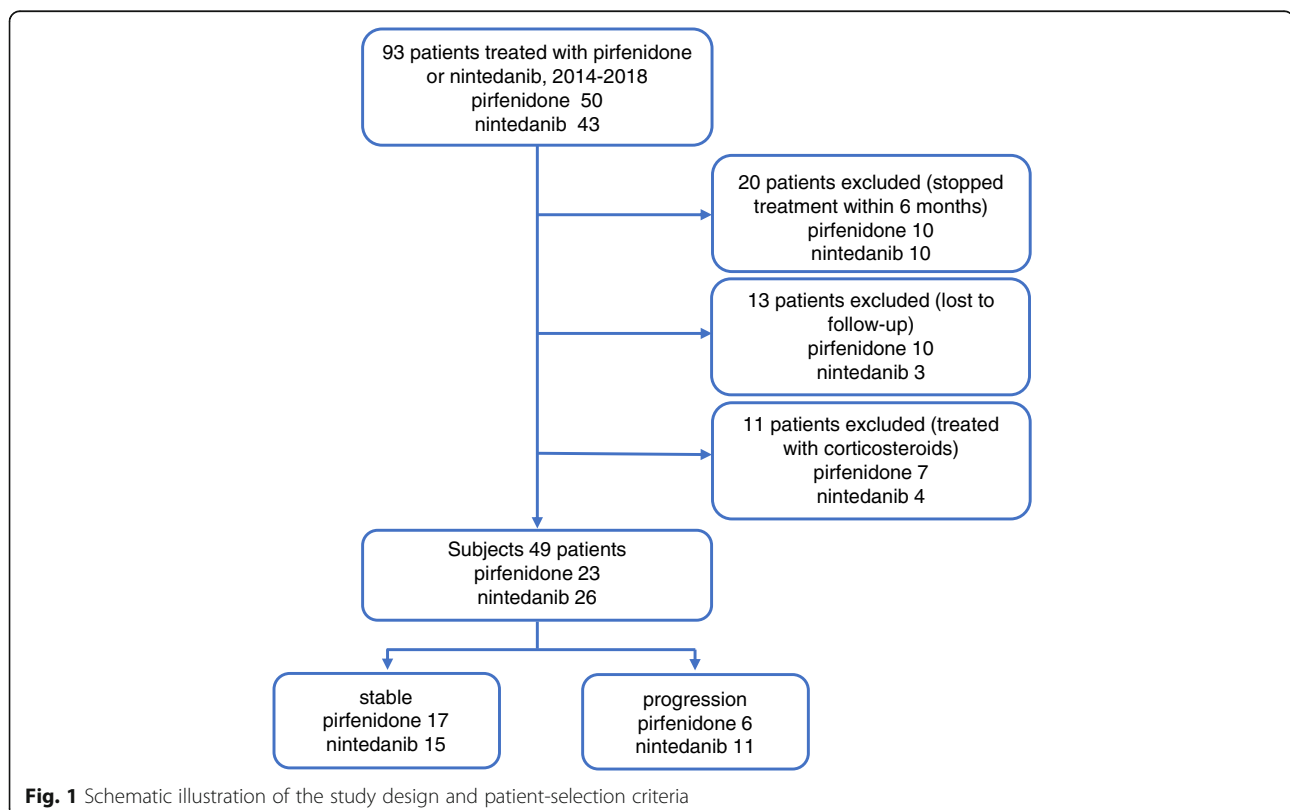 93 patients treated with pirfenidone
or nintedanib, 2014-2018
pirfenidone 50
nintedanib 43
20 patients excluded (stopped
treatment within 6 months)
pirfenidone 10
nintedanib 10
13 patients excluded (lost to
follow-up)
pirfenidone 10
nintedanib 3
11 patients excluded (treated
with corticosteroids)
pirfenidone 7
nintedanib 4
Subjects 49 patients
pirfenidone 23
nintedanib 26
stable
pirfenidone 17
nintedanib 15
progression
pirfenidone 6
nintedanib 11
Fig. 1 Schematic illustration of the study design and patient-selection criteria